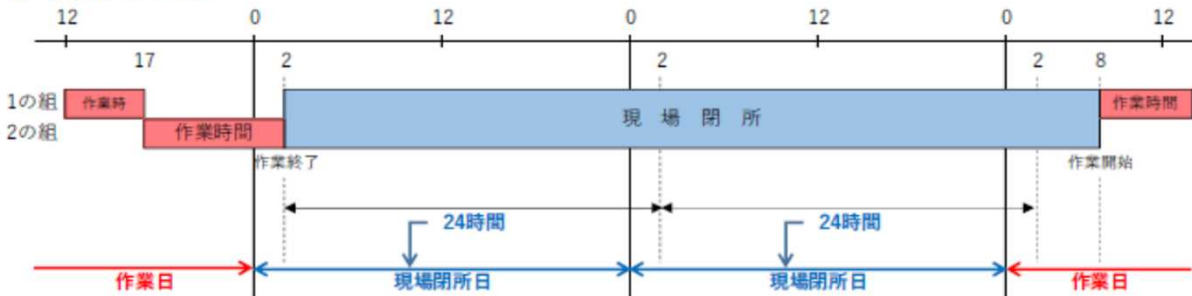 12 0 12 0 12 0 12
17 2 2 2 8
1の組 作業時 現場閉所 作業時間
2の組 作業時間
作業終了 作業開始
24時間 24時間
作業日 現場閉所日 現場閉所日 作業日